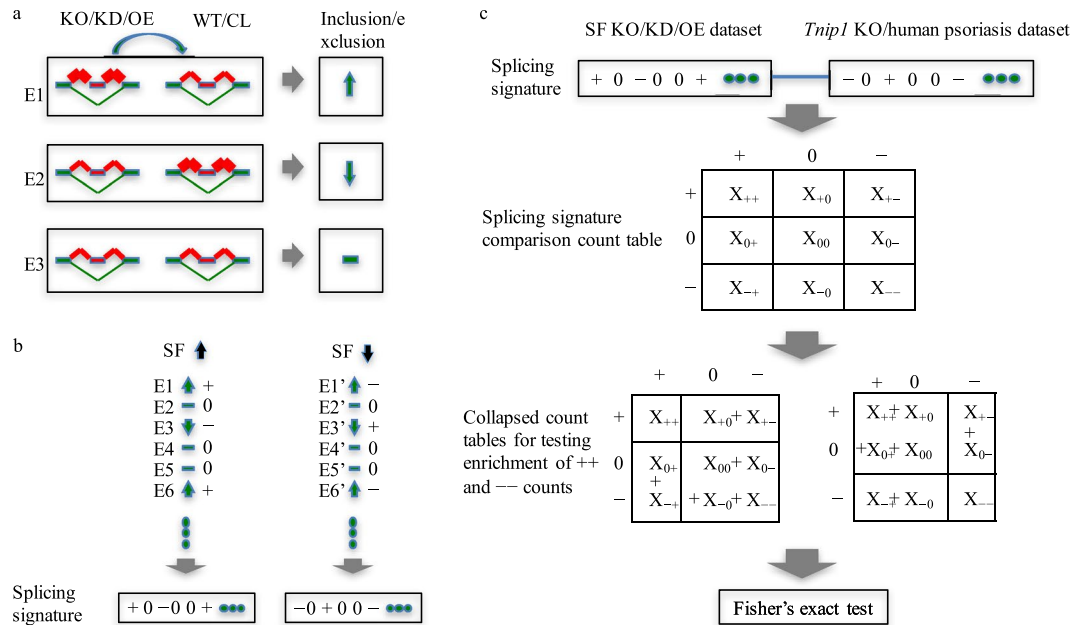 a
KO/KD/OE WT/CL Inclusion/e
xclusion
E1
E2
E3
b
SF SF
E1 + E1’ −
E2 0 E2’ 0
E3 − E3’ +
E4 0 E4’ 0
E5 0 E5’ 0
E6 + E6’ −
Splicing
signature
+ 0 − 0 0 +
− 0 + 0 0 −
c
SF KO/KD/OE dataset Tnip1 KO/human psoriasis dataset
Splicing
signature
+ 0 − 0 0 + − 0 + 0 0 −
+ 0 −
+ X++ X+0 X+−
Splicing signature
comparison count table
0 X0+ X00 X0−
− X−+ X−0 X−−
Collapsed count
tables for testing
enrichment of ++
and −− counts
+ 0 −
+ X++ X+0 + X+−
0 X0+ X00 + X0−
+
− X−+ + X−0 + X−−
+ 0 −
+ X++ + X+0 X+−
+
0 + X0+ + X00 X0−
− X−+ + X−0 X−−
Fisher’s exact test